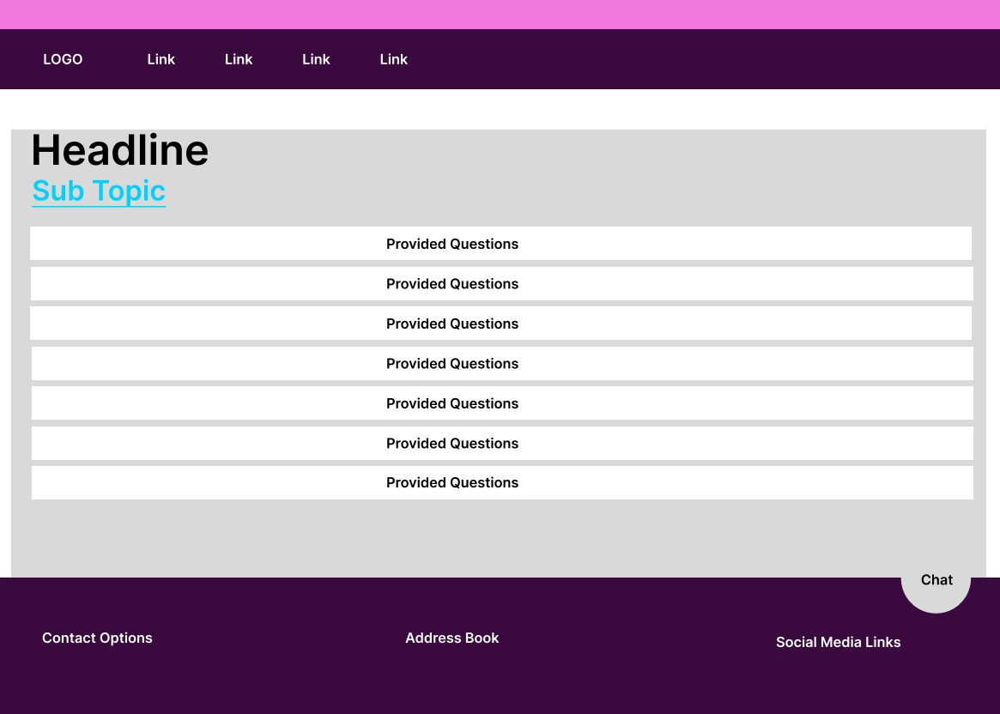 LOGO Link Link Link Link
Headline
Sub Topic
Provided Questions
Provided Questions
Provided Questions
Provided Questions
Provided Questions
Provided Questions
Provided Questions
Chat
Contact Options Address Book Social Media Links